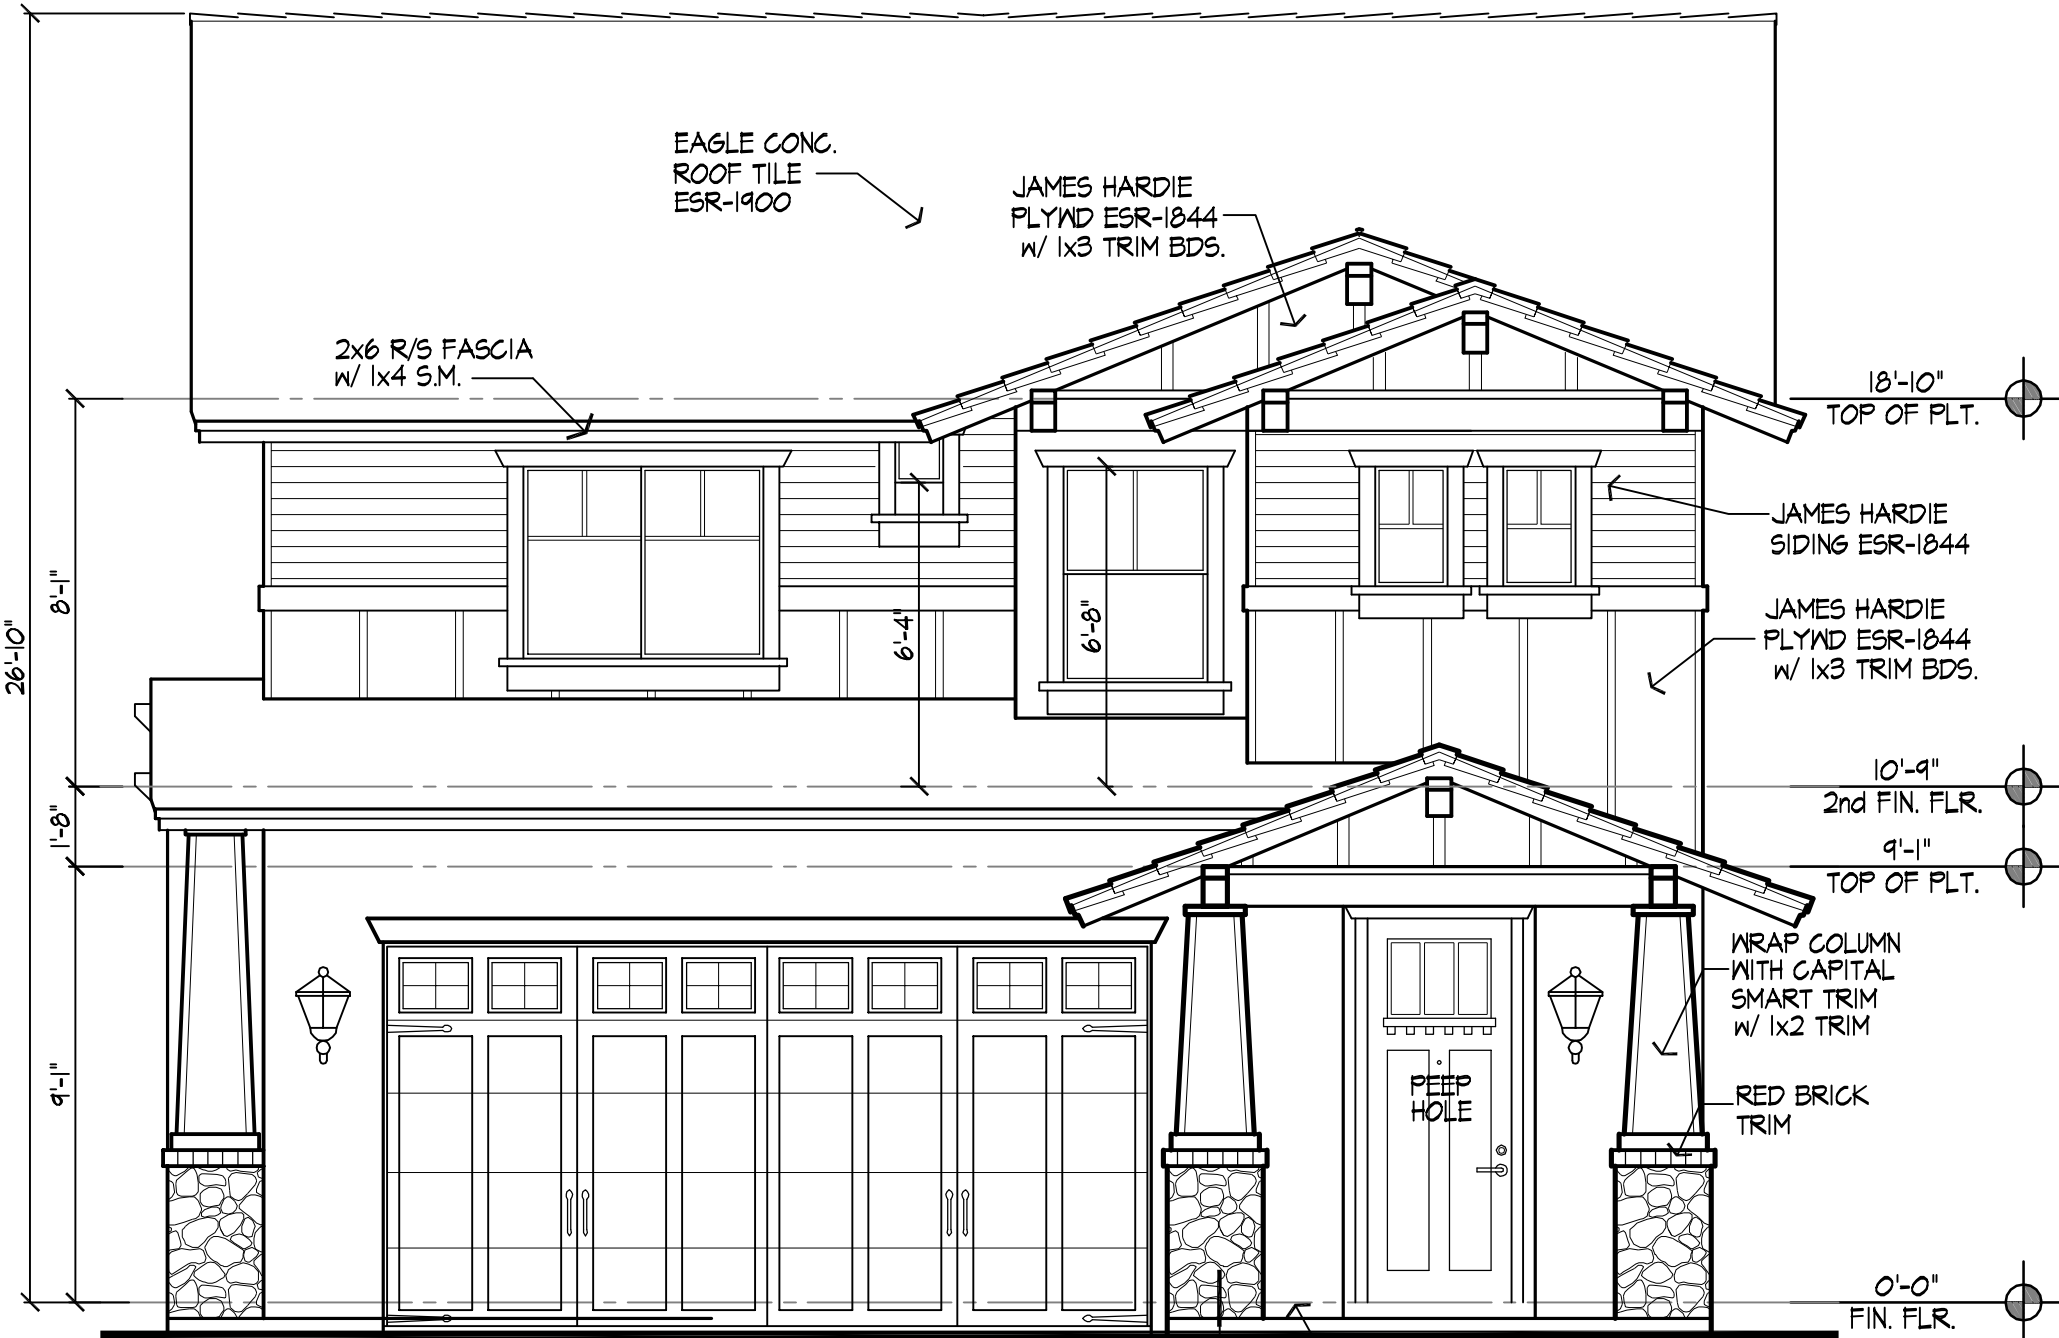 EAGLE CONC.
ROOF TILE
ESR-1900
JAMES HARDIE
PLYWD ESR-1844
w/ 1x3 TRIM BDS.
2x6 R/S FASCIA
w/ 1x4 S.M.
18'-10"
TOP OF PLT.
JAMES HARDIE
SIDING ESR-1844
JAMES HARDIE
PLYWD ESR-1844
w/ 1x3 TRIM BDS.
26'-10"
8'-1"
6'-4"
6'-8"
10'-9"
2nd FIN. FLR.
1'-8"
9'-1"
TOP OF PLT.
WRAP COLUMN
WITH CAPITAL
SMART TRIM
w/ 1x2 TRIM
9'-1"
PEEP
HOLE
RED BRICK
TRIM
0'-0"
FIN. FLR.